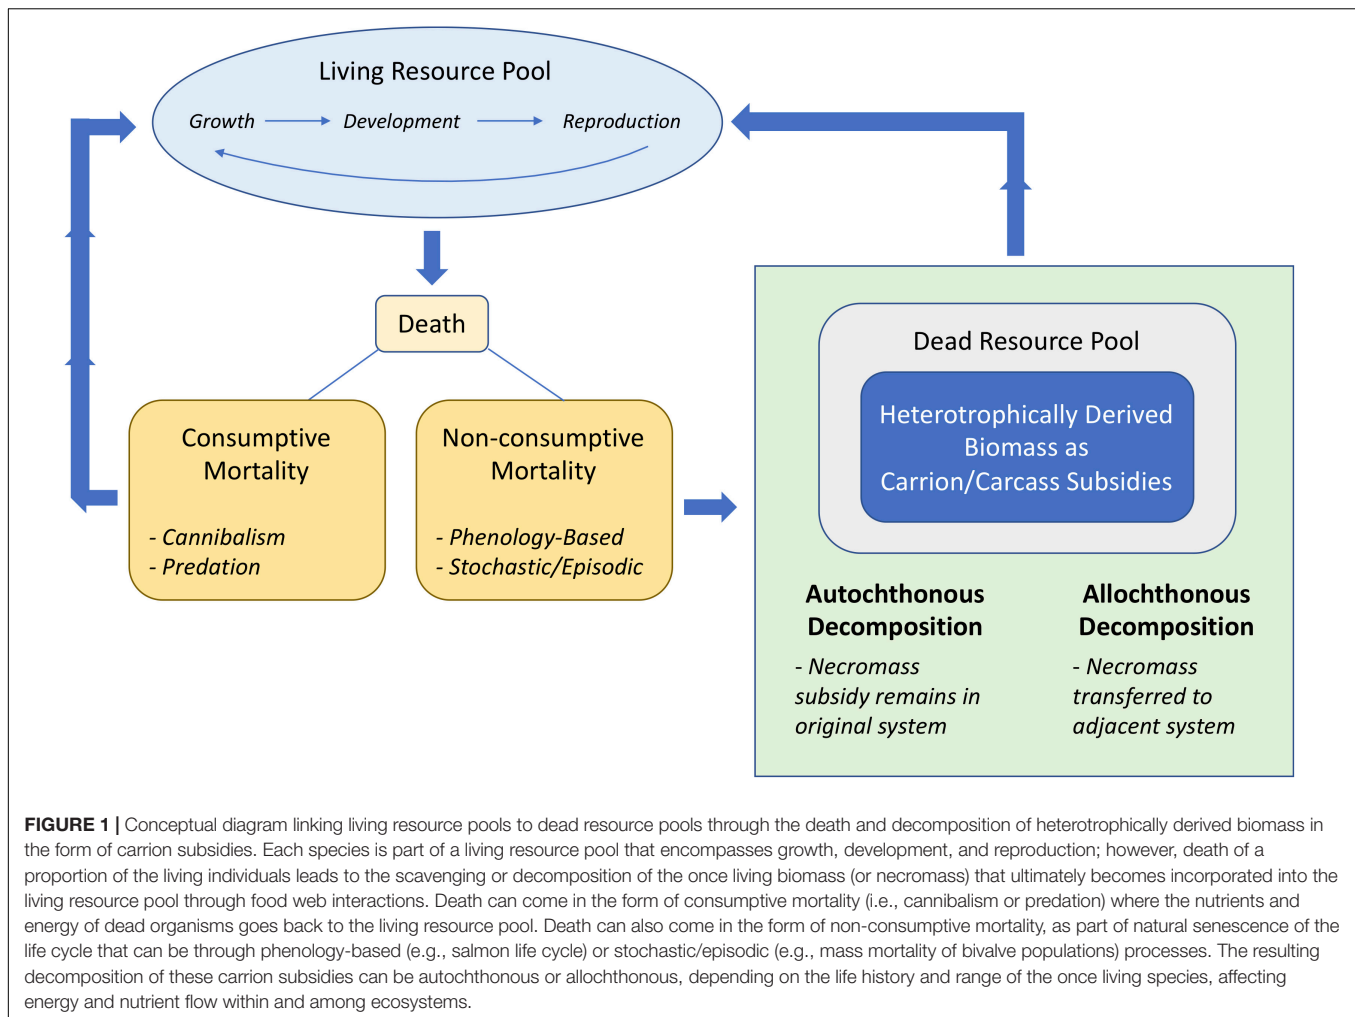 Living Resource Pool
Growth
Development
Reproduction
Death
Consumptive
Mortality
- Cannibalism
- Predation
Non-consumptive
Mortality
- Phenology-Based
- Stochastic/Episodic
Dead Resource Pool
Heterotrophically Derived
Biomass as
Carrion/Carcass Subsidies
Autochthonous
Decomposition
- Necromass
subsidy remains in
original system
Allochthonous
Decomposition
- Necromass
transferred to
adjacent system
FIGURE 1 | Conceptual diagram linking living resource pools to dead resource pools through the death and decomposition of heterotrophically derived biomass in
the form of carrion subsidies. Each species is part of a living resource pool that encompasses growth, development, and reproduction; however, death of a
proportion of the living individuals leads to the scavenging or decomposition of the once living biomass (or necromass) that ultimately becomes incorporated into the
living resource pool through food web interactions. Death can come in the form of consumptive mortality (i.e., cannibalism or predation) where the nutrients and
energy of dead organisms goes back to the living resource pool. Death can also come in the form of non-consumptive mortality, as part of natural senescence of the
life cycle that can be through phenology-based (e.g., salmon life cycle) or stochastic/episodic (e.g., mass mortality of bivalve populations) processes. The resulting
decomposition of these carrion subsidies can be autochthonous or allochthonous, depending on the life history and range of the once living species, affecting
energy and nutrient flow within and among ecosystems.